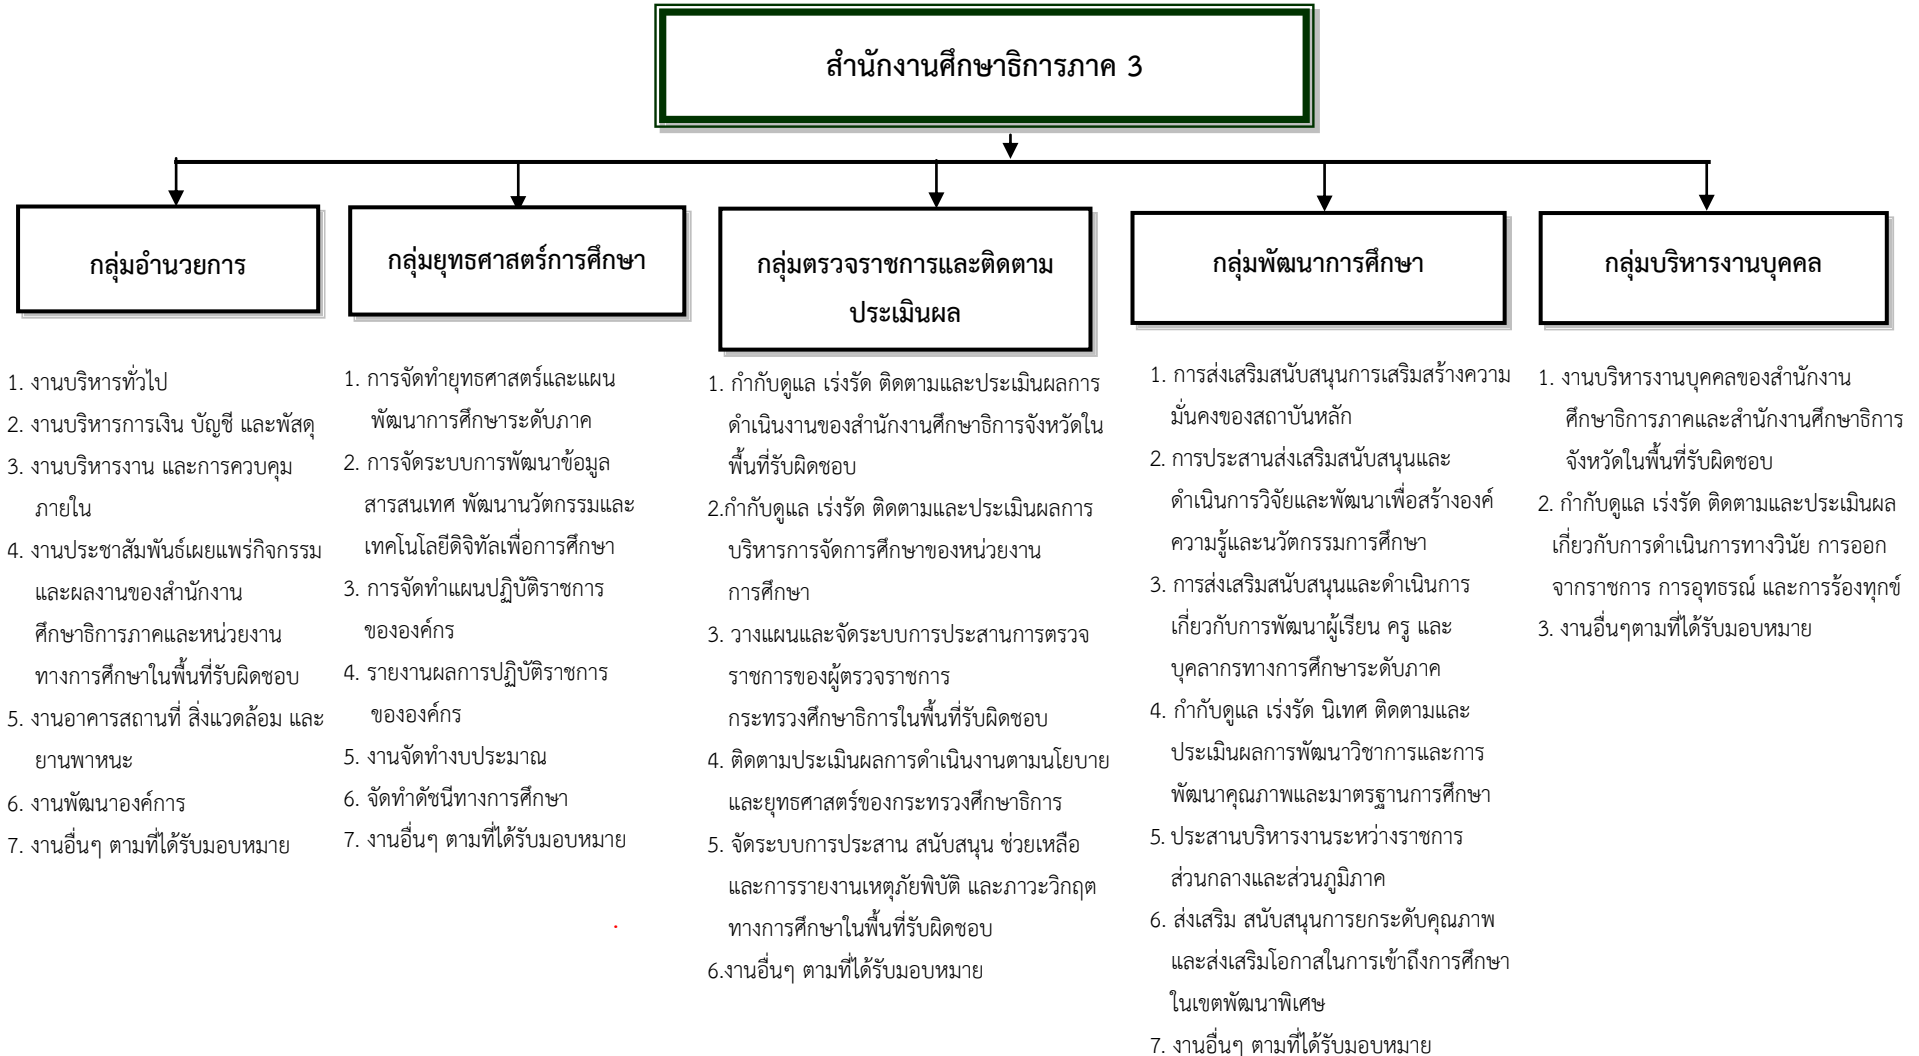 สำนักงานศึกษาธิการภาค 3
กลุ่มอำนวยการ
1. งานบริหารทั่วไป
2. งานบริหารการเงิน บัญชี และพัสดุ
3. งานบริหารงาน และการควบคุม
ภายใน
4. งานประชาสัมพันธ์เผยแพร่กิจกรรม
และผลงานของสำนักงาน
ศึกษาธิการภาคและหน่วยงาน
ทางการศึกษาในพื้นที่รับผิดชอบ
5. งานอาคารสถานที่ สิ่งแวดล้อม และ
ยานพาหนะ
6. งานพัฒนาองค์การ
7. งานอื่นๆ ตามที่ได้รับมอบหมาย
กลุ่มยุทธศาสตร์การศึกษา
1. การจัดทำยุทธศาสตร์และแผน
พัฒนาการศึกษาระดับภาค
2. การจัดระบบการพัฒนาข้อมูล
สารสนเทศ พัฒนานวัตกรรมและ
เทคโนโลยีดิจิทัลเพื่อการศึกษา
3. การจัดทำแผนปฏิบัติราชการ
ขององค์กร
4. รายงานผลการปฏิบัติราชการ
ขององค์กร
5. งานจัดทำงบประมาณ
6. จัดทำดัชนีทางการศึกษา
7. งานอื่นๆ ตามที่ได้รับมอบหมาย
กลุ่มตรวจราชการและติดตาม
ประเมินผล
1. กำกับดูแล เร่งรัด ติดตามและประเมินผลการ
ดำเนินงานของสำนักงานศึกษาธิการจังหวัดใน
พื้นที่รับผิดชอบ
2.กำกับดูแล เร่งรัด ติดตามและประเมินผลการ
บริหารการจัดการศึกษาของหน่วยงาน
การศึกษา
3. วางแผนและจัดระบบการประสานการตรวจ
ราชการของผู้ตรวจราชการ
กระทรวงศึกษาธิการในพื้นที่รับผิดชอบ
4. ติดตามประเมินผลการดำเนินงานตามนโยบาย
และยุทธศาสตร์ของกระทรวงศึกษาธิการ
5. จัดระบบการประสาน สนับสนุน ช่วยเหลือ
และการรายงานเหตุภัยพิบัติ และภาวะวิกฤต
ทางการศึกษาในพื้นที่รับผิดชอบ
6.งานอื่นๆ ตามที่ได้รับมอบหมาย
กลุ่มพัฒนาการศึกษา
1. การส่งเสริมสนับสนุนการเสริมสร้างความ
มั่นคงของสถาบันหลัก
2. การประสานส่งเสริมสนับสนุนและ
ดำเนินการวิจัยและพัฒนาเพื่อสร้างองค์
ความรู้และนวัตกรรมการศึกษา
3. การส่งเสริมสนับสนุนและดำเนินการ
เกี่ยวกับการพัฒนาผู้เรียน ครู และ
บุคลากรทางการศึกษาระดับภาค
4. กำกับดูแล เร่งรัด นิเทศ ติดตามและ
ประเมินผลการพัฒนาวิชาการและการ
พัฒนาคุณภาพและมาตรฐานการศึกษา
5. ประสานบริหารงานระหว่างราชการ
ส่วนกลางและส่วนภูมิภาค
6. ส่งเสริม สนับสนุนการยกระดับคุณภาพ
และส่งเสริมโอกาสในการเข้าถึงการศึกษา
ในเขตพัฒนาพิเศษ
7. งานอื่นๆ ตามที่ได้รับมอบหมาย
กลุ่มบริหารงานบุคคล
1. งานบริหารงานบุคคลของสำนักงาน
ศึกษาธิการภาคและสำนักงานศึกษาธิการ
จังหวัดในพื้นที่รับผิดชอบ
2. กำกับดูแล เร่งรัด ติดตามและประเมินผล
เกี่ยวกับการดำเนินการทางวินัย การออก
จากราชการ การอุทธรณ์ และการร้องทุกข์
3. งานอื่นๆตามที่ได้รับมอบหมาย